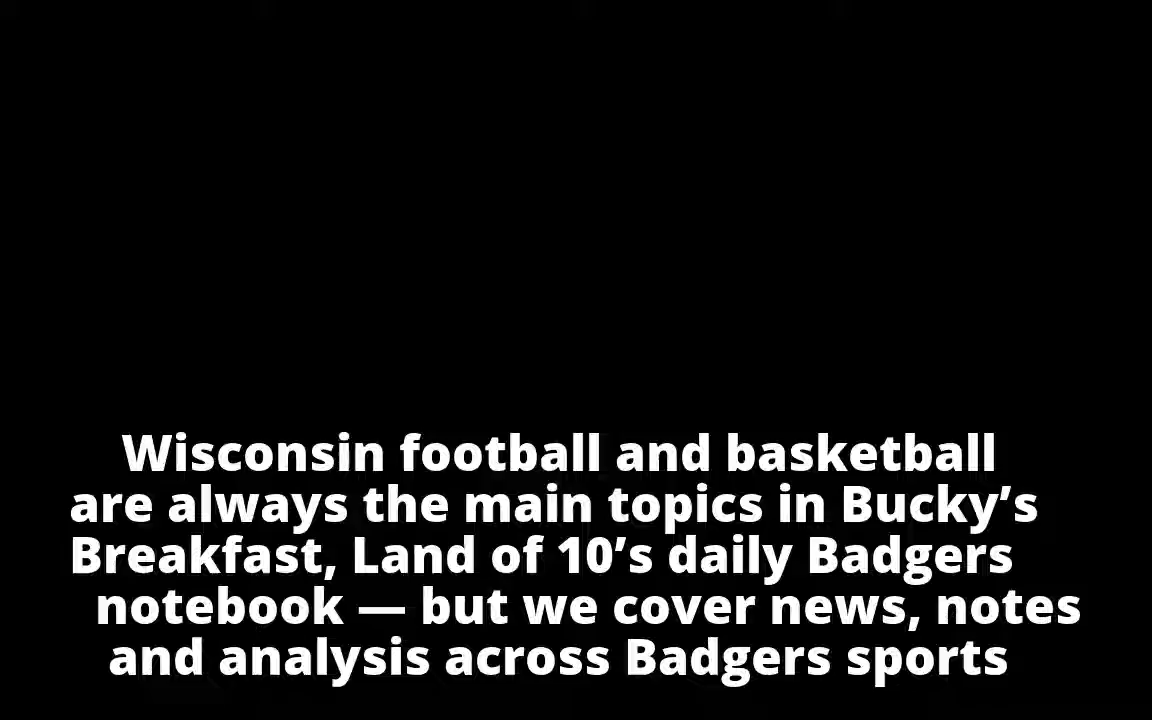 Wisconsin football and basketball
are always the main topics in Bucky’s
Breakfast, Land of 10’s daily Badgers
notebook — but we cover news, notes
and analysis across Badgers sports